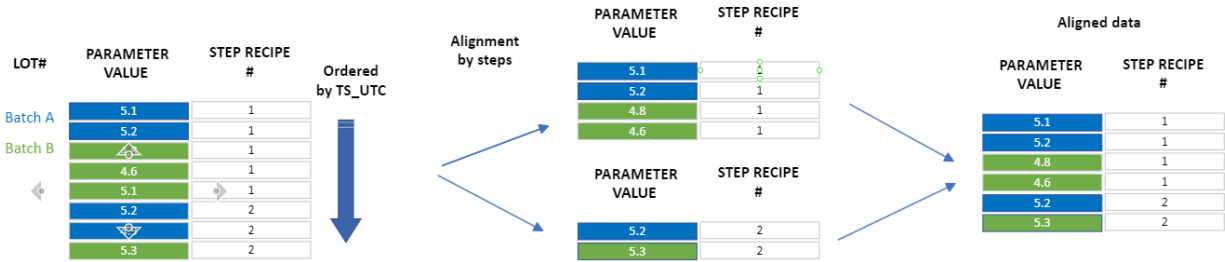 LOT#
PARAMETER
VALUE
STEP RECIPE
#
Batch A
Batch B
5.1 1
5.2 1
1
4.6 1
5.1 1
5.2 2
2
5.3 2
Ordered
by TS_UTC
Alignment
by steps
PARAMETER
VALUE
STEP RECIPE
#
5.1
5.2 1
4.8 1
4.6 1
PARAMETER
VALUE
STEP RECIPE
#
5.2 2
5.3 2
Aligned data
PARAMETER
VALUE
STEP RECIPE
#
5.1 1
5.2 1
4.8 1
4.6 1
5.2 2
5.3 2